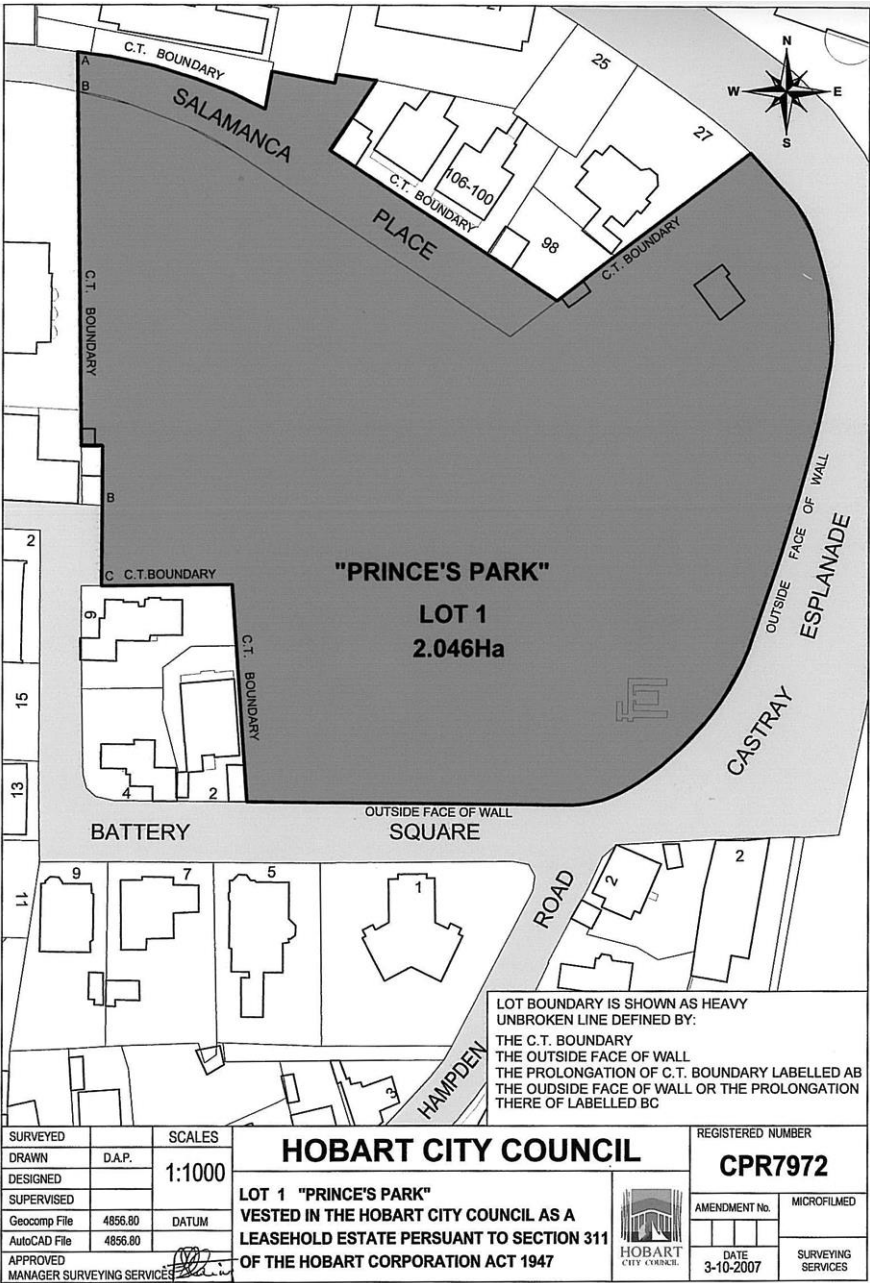 C.T. BOUNDARY
A
B
SALAMANCA
PLACE
25
27
N
W
E
S
106-100
C.T. BOUNDARY
98
C.T. BOUNDARY
C.T. BOUNDARY
B
C
C.T.BOUNDARY
"PRINCE'S PARK"
LOT 1
2.046Ha
OUTSIDE FACE OF WALL
CASTRAY
ESPLANADE
2
15
13
11
9
C.T. BOUNDARY
4
2
OUTSIDE FACE OF WALL
BATTERY
SQUARE
9
7
5
1
2
2
3
HAMPDEN
ROAD
LOT BOUNDARY IS SHOWN AS HEAVY
UNBROKEN LINE DEFINED BY:
THE C.T. BOUNDARY
THE OUTSIDE FACE OF WALL
THE PROLONGATION OF C.T. BOUNDARY LABELLED AB
THE OUDSIDE FACE OF WALL OR THE PROLONGATION
THERE OF LABELLED BC
SURVEYED
DRAWN D.A.P.
DESIGNED
SUPERVISED
Geocomp File 4856.80
AutoCAD File 4856.80
APPROVED
MANAGER SURVEYING SERVICES
SCALES
1:1000
DATUM
HOBART CITY COUNCIL
LOT 1 "PRINCE'S PARK"
VESTED IN THE HOBART CITY COUNCIL AS A
LEASEHOLD ESTATE PERSUANT TO SECTION 311
OF THE HOBART CORPORATION ACT 1947
HOBART
CITY COUNCIL
REGISTERED NUMBER
CPR7972
AMENDMENT No.
MICROFILMED
DATE
3-10-2007
SURVEYING
SERVICES